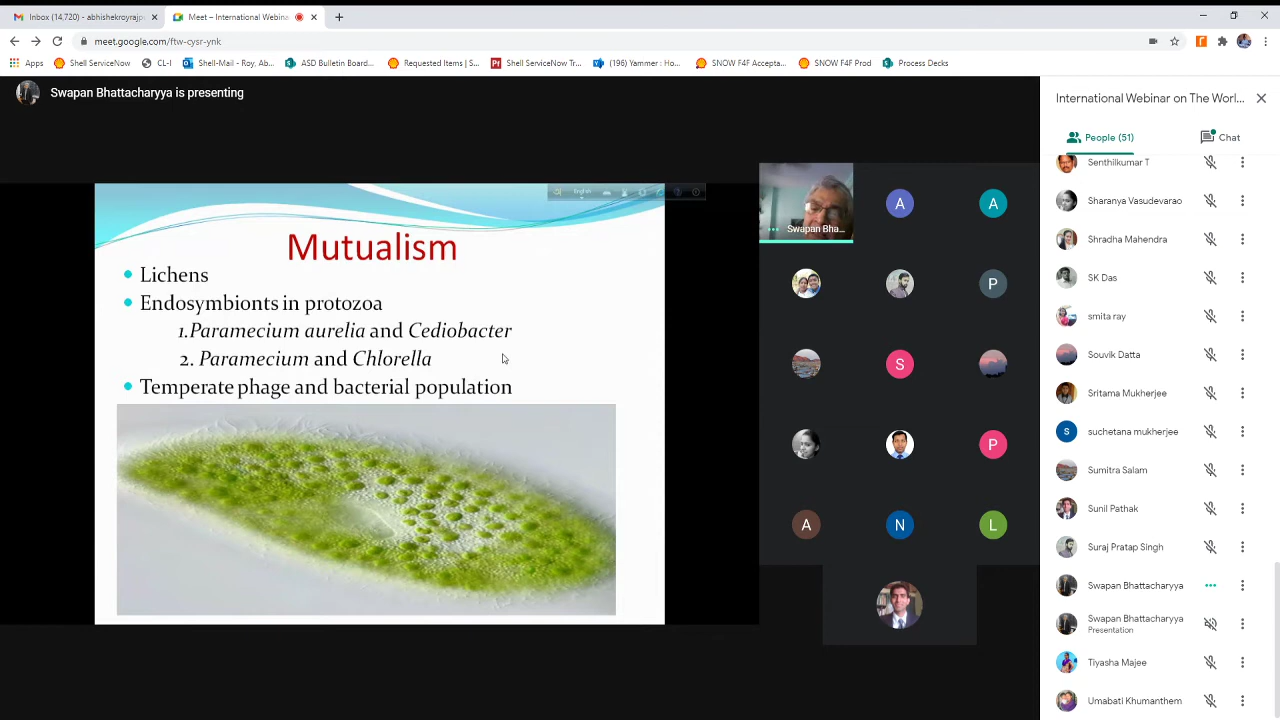 Inbox (14,720) - abhishekroyrajp
Meet – International Webina
meet.google.com/ftw-cysr-ynk
Apps
Shell ServiceNow
CL-I
Shell-Mail - Roy, Ab...
ASD Bulletin Board...
Requested Items | S...
Shell ServiceNow Tr...
(196) Yammer : Ho...
SNOW F4F Accepta...
SNOW F4F Prod
Process Decks
Swapan Bhattacharyya is presenting
English
Mutualism
Lichens
Endosymbionts in protozoa
1.Paramecium aurelia and Cediobacter
2. Paramecium and Chlorella
Temperate phage and bacterial population
Swapan Bha...
A
A
P
S
P
A
N
L
International Webinar on The Worl...
People (51)
Chat
Senthilkumar T
Sharanya Vasudevarao
Shradha Mahendra
SK Das
smita ray
Souvik Datta
Sritama Mukherjee
s
suchetana mukherjee
Sumitra Salam
Sunil Pathak
Suraj Pratap Singh
Swapan Bhattacharyya
Swapan Bhattacharyya
Presentation
Tiyasha Majee
Umabati Khumanthem